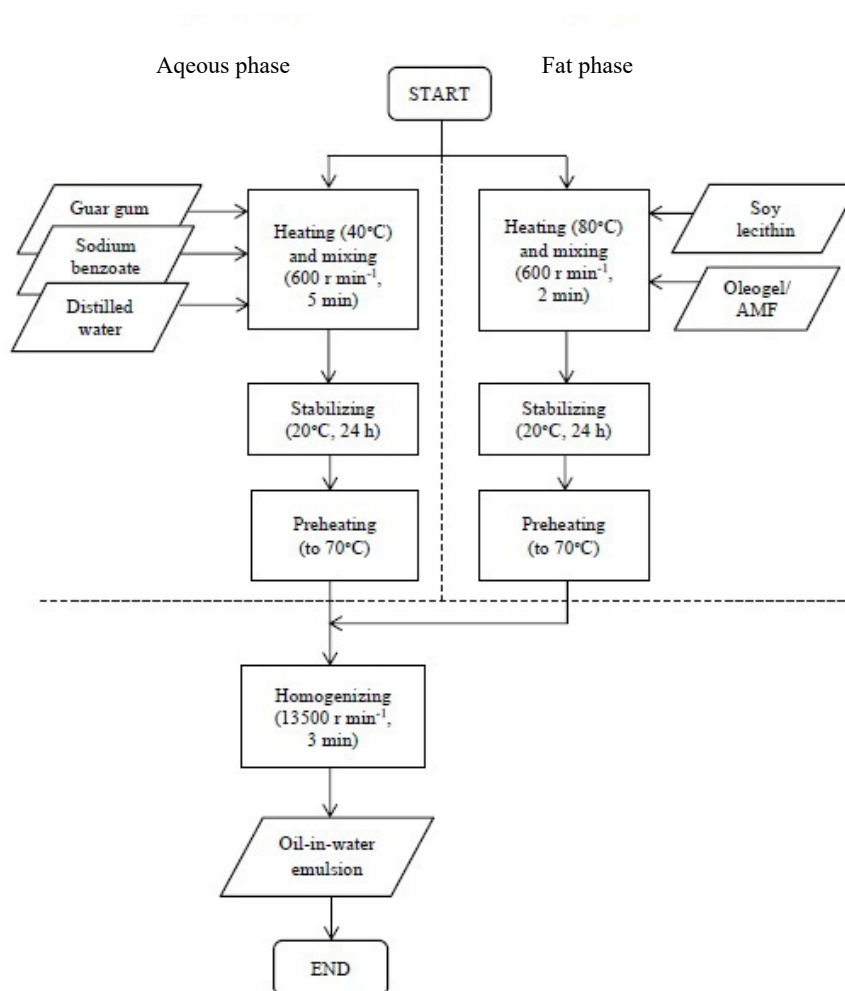 Aqeous phase
Fat phase
START
Guar gum
Sodium
benzoate
Distilled
water
Heating (40°C)
and mixing
(600 r min⁻¹,
5 min)
Heating (80°C)
and mixing
(600 r min⁻¹,
2 min)
Soy
lecithin
Oleogel/
AMF
Stabilizing
(20°C, 24 h)
Stabilizing
(20°C, 24 h)
Preheating
(to 70°C)
Preheating
(to 70°C)
Homogenizing
(13500 r min⁻¹,
3 min)
Oil-in-water
emulsion
END